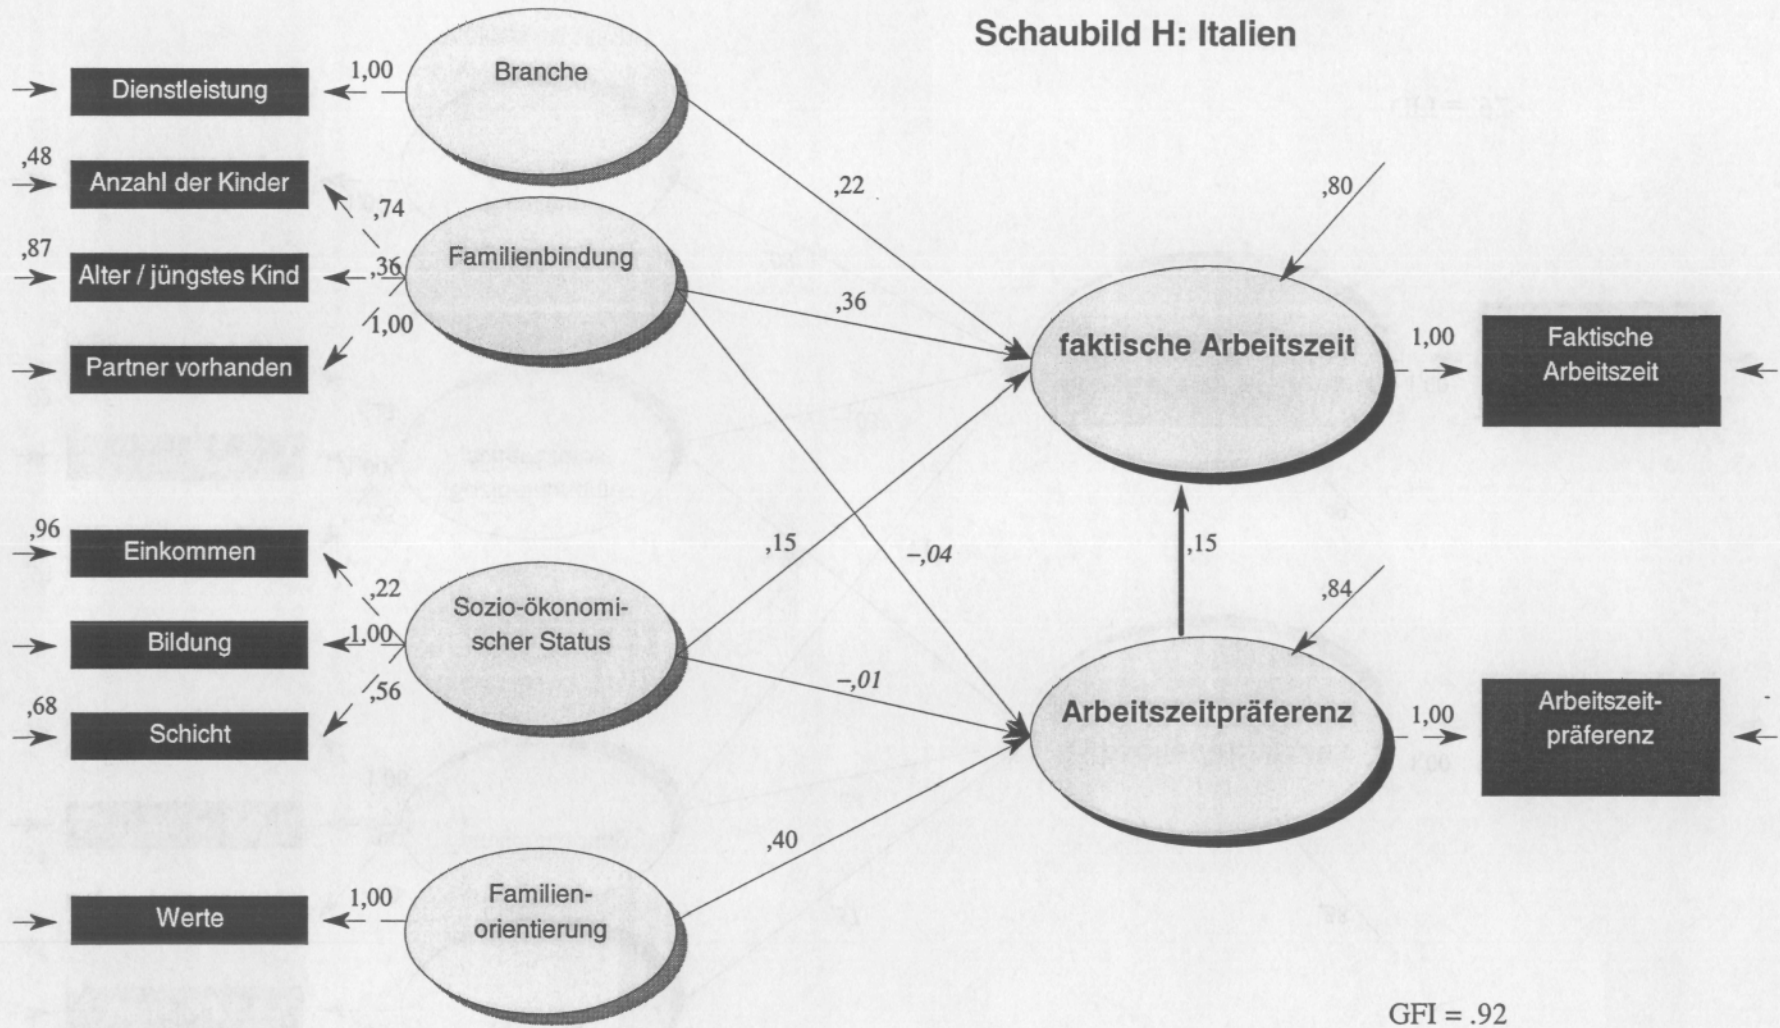 Schaubild H: Italien
Dienstleistung
1,00
Branche
,48
Anzahl der Kinder
,74
,87
Alter / jüngstes Kind
,36
Familienbindung
1,00
Partner vorhanden
,22
,36
,80
faktische Arbeitszeit
1,00
Faktische
Arbeitszeit
,96
Einkommen
,22
Bildung
1,00
Sozio-ökonomi-
scher Status
,56
,68
Schicht
,15
–,04
,15
–,01
,84
Arbeitszeitpräferenz
1,00
Arbeitszeit-
präferenz
,40
Werte
1,00
Familien-
orientierung
GFI = .92